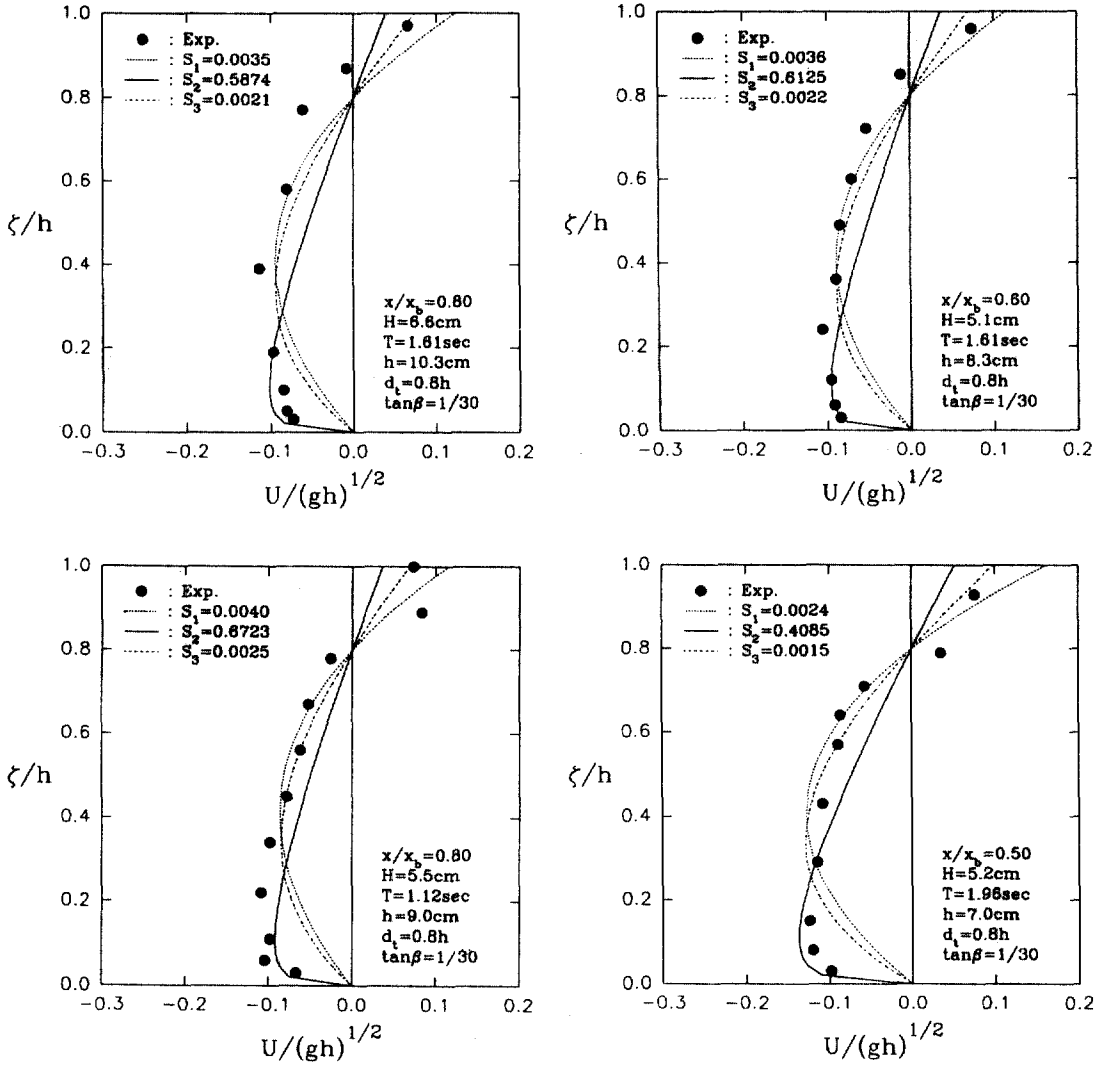 1.0
: Exp.
: S₁=0.0035
: S₂=0.5874
: S₃=0.0021
0.8
0.6
ζ/h
0.4
x/x_b=0.80
H=6.6cm
T=1.61sec
0.2
h=10.3cm
d_t=0.8h
tanβ=1/30
0.0
−0.3 −0.2 −0.1 0.0 0.1 0.2
U/(gh)^1/2
1.0
: Exp.
: S₁=0.0036
: S₂=0.6125
: S₃=0.0022
0.8
0.6
ζ/h
0.4
x/x_b=0.60
H=5.1cm
T=1.61sec
0.2
h=8.3cm
d_t=0.8h
tanβ=1/30
0.0
−0.3 −0.2 −0.1 0.0 0.1 0.2
U/(gh)^1/2
1.0
: Exp.
: S₁=0.0040
: S₂=0.6723
: S₃=0.0025
0.8
0.6
ζ/h
0.4
x/x_b=0.80
H=5.5cm
T=1.12sec
0.2
h=9.0cm
d_t=0.8h
tanβ=1/30
0.0
−0.3 −0.2 −0.1 0.0 0.1 0.2
U/(gh)^1/2
1.0
: Exp.
: S₁=0.0024
: S₂=0.4085
: S₃=0.0015
0.8
0.6
ζ/h
0.4
x/x_b=0.50
H=5.2cm
T=1.96sec
0.2
h=7.0cm
d_t=0.8h
tanβ=1/30
0.0
−0.3 −0.2 −0.1 0.0 0.1 0.2
U/(gh)^1/2